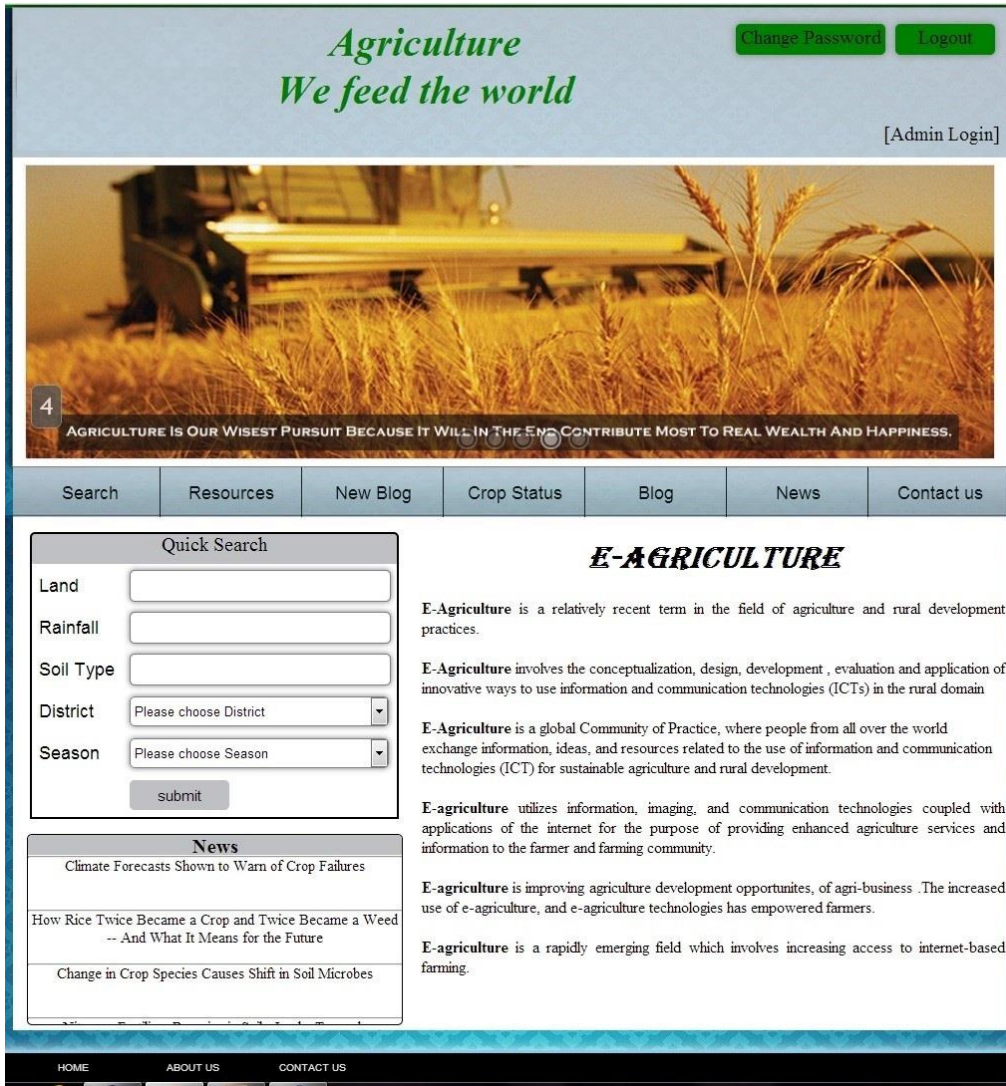 Agriculture
We feed the world
Change Password
Logout
[Admin Login]
4
AGRICULTURE IS OUR WISEST PURSUIT BECAUSE IT WILL IN THE END CONTRIBUTE MOST TO REAL WEALTH AND HAPPINESS.
Search
Resources
New Blog
Crop Status
Blog
News
Contact us
Quick Search
Land
Rainfall
Soil Type
District
Please choose District
Season
Please choose Season
submit
News
Climate Forecasts Shown to Warn of Crop Failures
How Rice Twice Became a Crop and Twice Became a Weed
-- And What It Means for the Future
Change in Crop Species Causes Shift in Soil Microbes
E-AGRICULTURE
E-Agriculture is a relatively recent term in the field of agriculture and rural development
practices.
E-Agriculture involves the conceptualization, design, development , evaluation and application of
innovative ways to use information and communication technologies (ICTs) in the rural domain
E-Agriculture is a global Community of Practice, where people from all over the world
exchange information, ideas, and resources related to the use of information and communication
technologies (ICT) for sustainable agriculture and rural development.
E-agriculture utilizes information, imaging, and communication technologies coupled with
applications of the internet for the purpose of providing enhanced agriculture services and
information to the farmer and farming community.
E-agriculture is improving agriculture development opportunites, of agri-business .The increased
use of e-agriculture, and e-agriculture technologies has empowered farmers.
E-agriculture is a rapidly emerging field which involves increasing access to internet-based
farming.
HOME
ABOUT US
CONTACT US